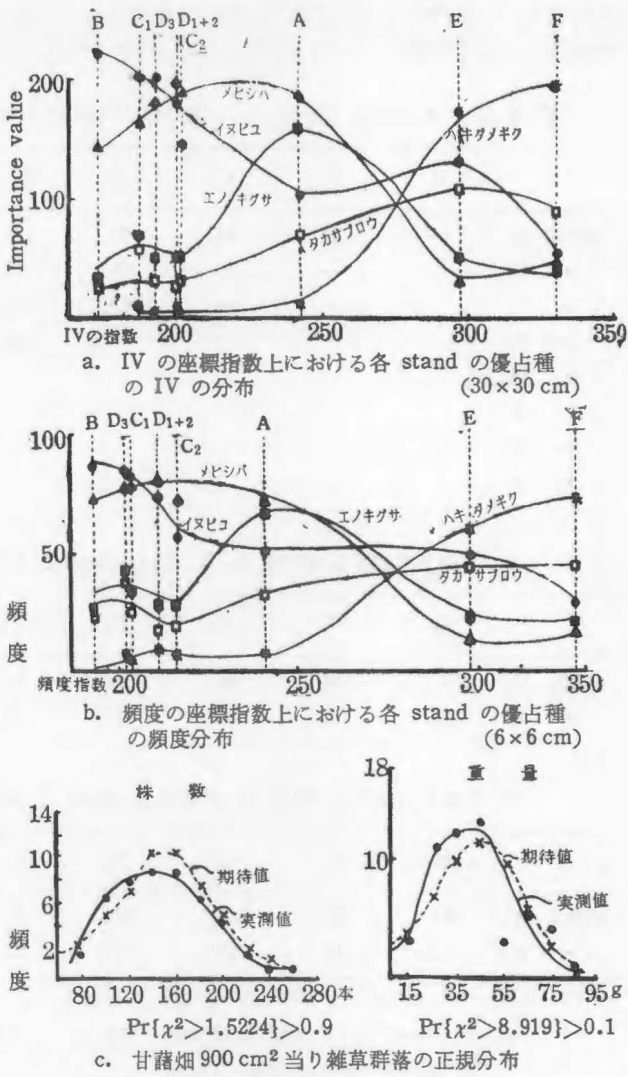 B C₁ D₃ D₁₊₂ C₂ A E F
200
100
Importance value
メヒシハ
イヌビユ
エノキグサ
タカサブロウ
ハキダメギク
IVの指数 200 250 300 350
a. IV の座標指数上における各 stand の優占種
の IV の分布 (30×30 cm)
B D₃ C₁ D₁₊₂ C₂ A E F
100
50
頻度
メヒシバ
イヌビコ
エノキグサ
ハキダメギク
タカサブロウ
頻度指数 200 250 300 350
b. 頻度の座標指数上における各 stand の優占種
の頻度分布 (6×6 cm)
株数
14
10
6
2
頻度
期待値
実測値
80 120 160 200 240 280本
Pr{χ²>1.5224}>0.9
重量
18
10
期待値
実測値
15 35 55 75 95g
Pr{χ²>8.919}>0.1
c. 甘藷畑 900 cm² 当り雑草群落の正規分布